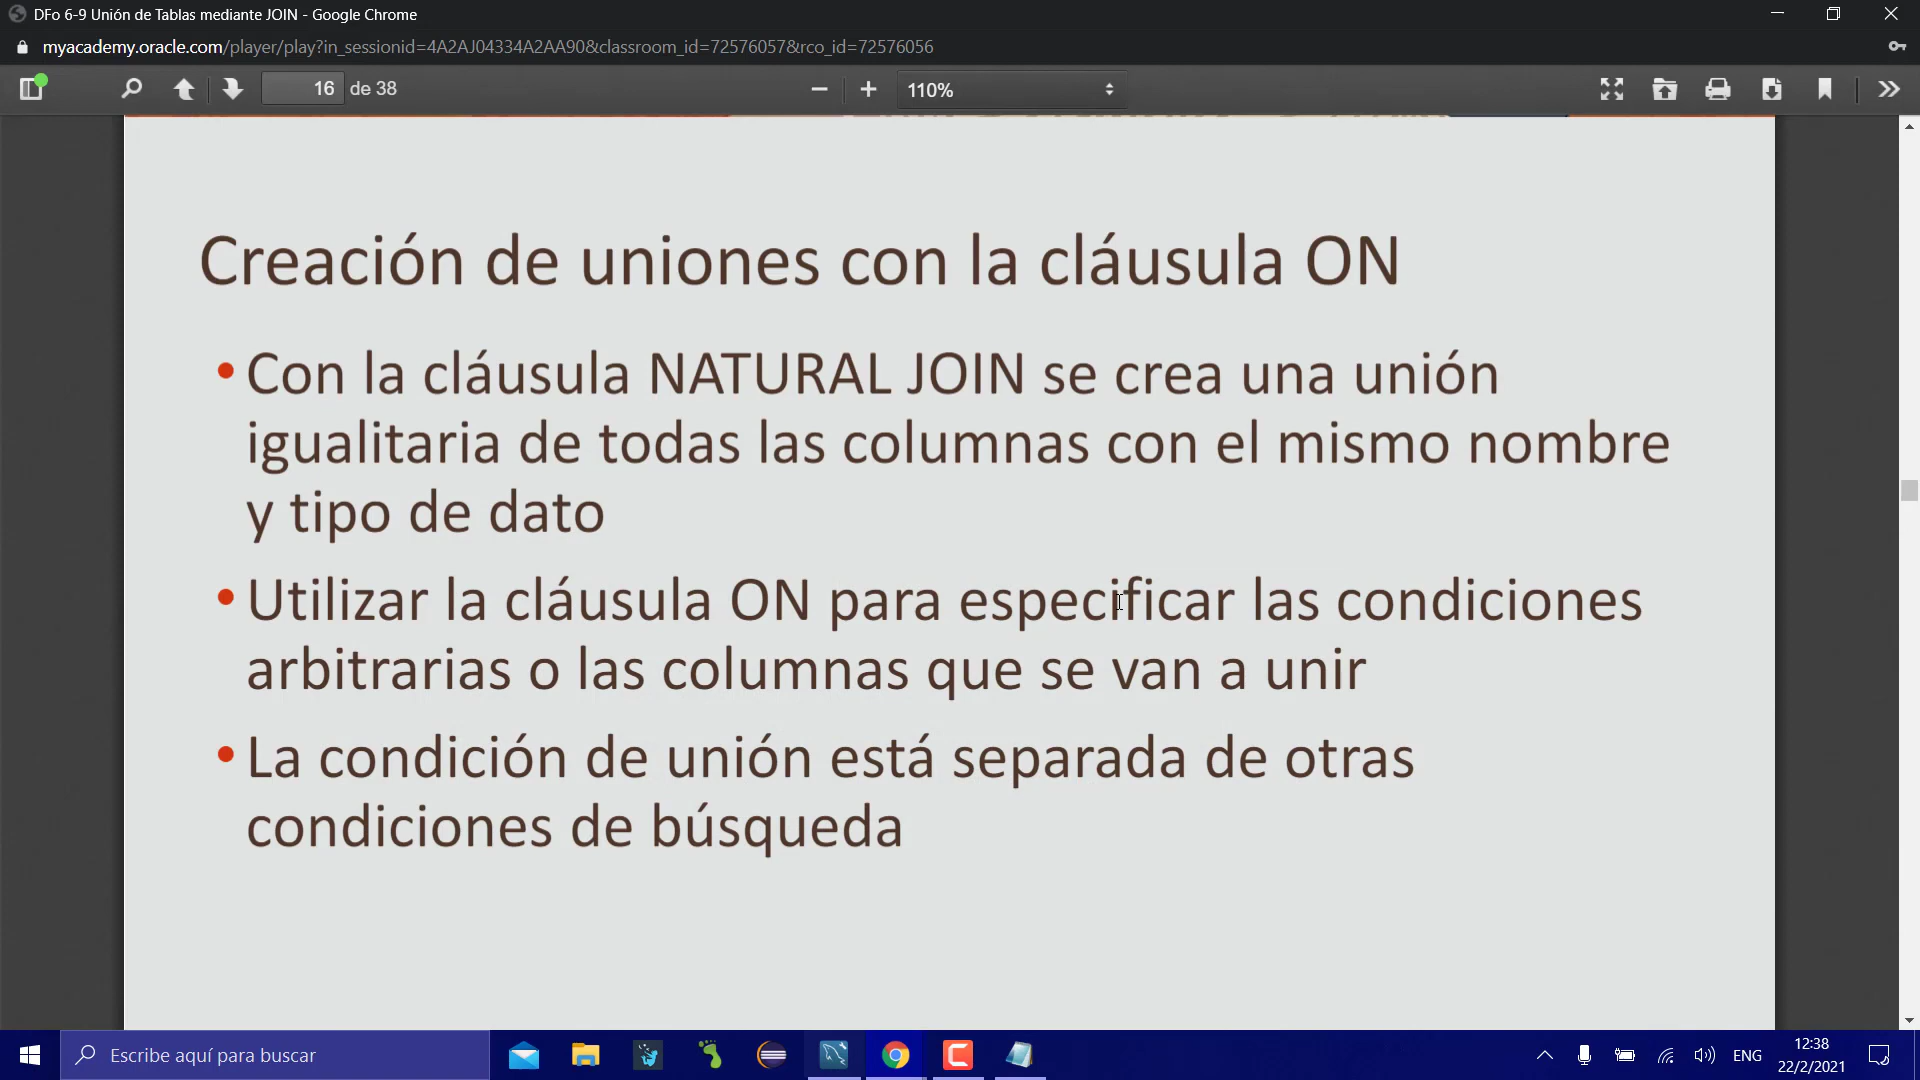 DFo 6-9 Unión de Tablas mediante JOIN - Google Chrome
myacademy.oracle.com/player/play?in_sessionid=4A2AJ04334A2AA90&classroom_id=72576057&rco_id=72576056
16 de 38
110%
Creación de uniones con la cláusula ON
• Con la cláusula NATURAL JOIN se crea una unión
igualitaria de todas las columnas con el mismo nombre
y tipo de dato
• Utilizar la cláusula ON para especificar las condiciones
arbitrarias o las columnas que se van a unir
• La condición de unión está separada de otras
condiciones de búsqueda
Escribe aquí para buscar
ENG
12:38
22/2/2021